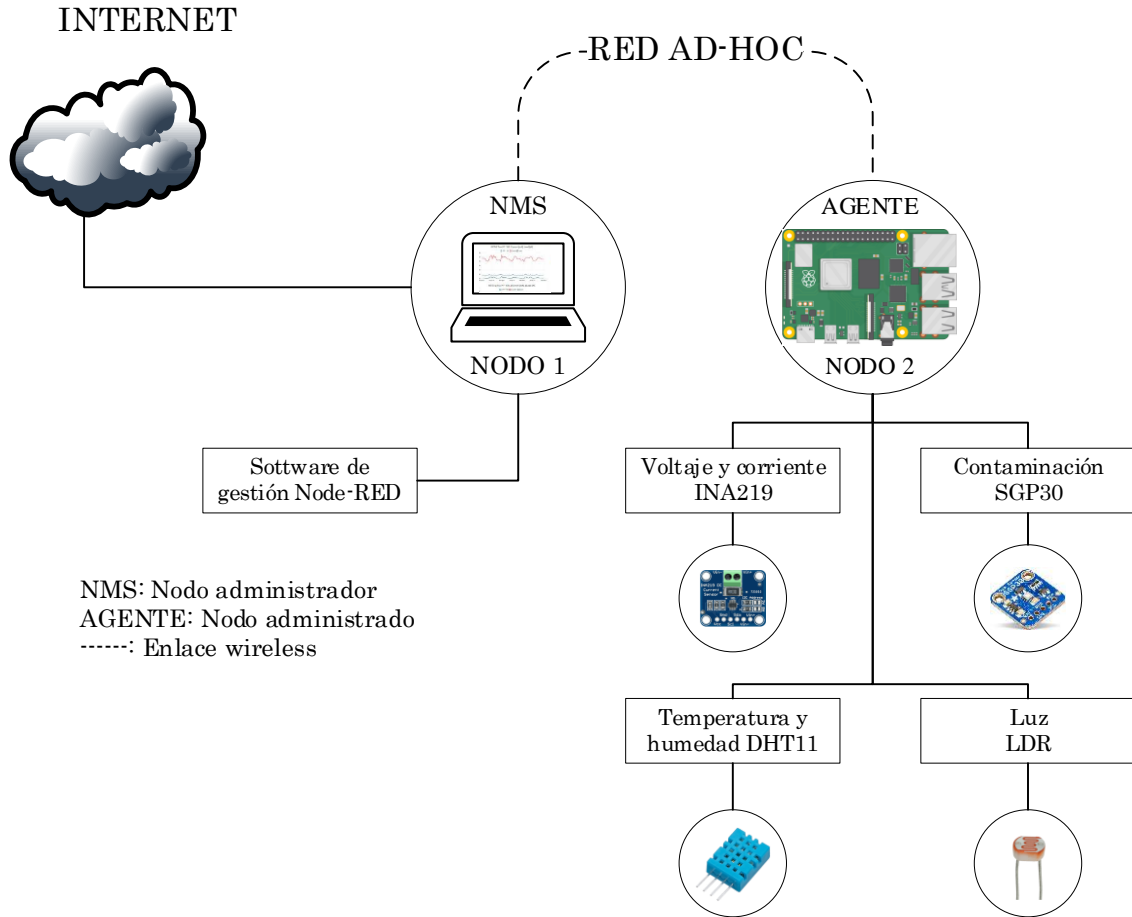 INTERNET
RED AD-HOC
NMS
NODO 1
AGENTE
NODO 2
Sottware de
gestión Node-RED
Voltaje y corriente
INA219
Contaminación
SGP30
NMS: Nodo administrador
AGENTE: Nodo administrado
------: Enlace wireless
Temperatura y
humedad DHT11
Luz
LDR